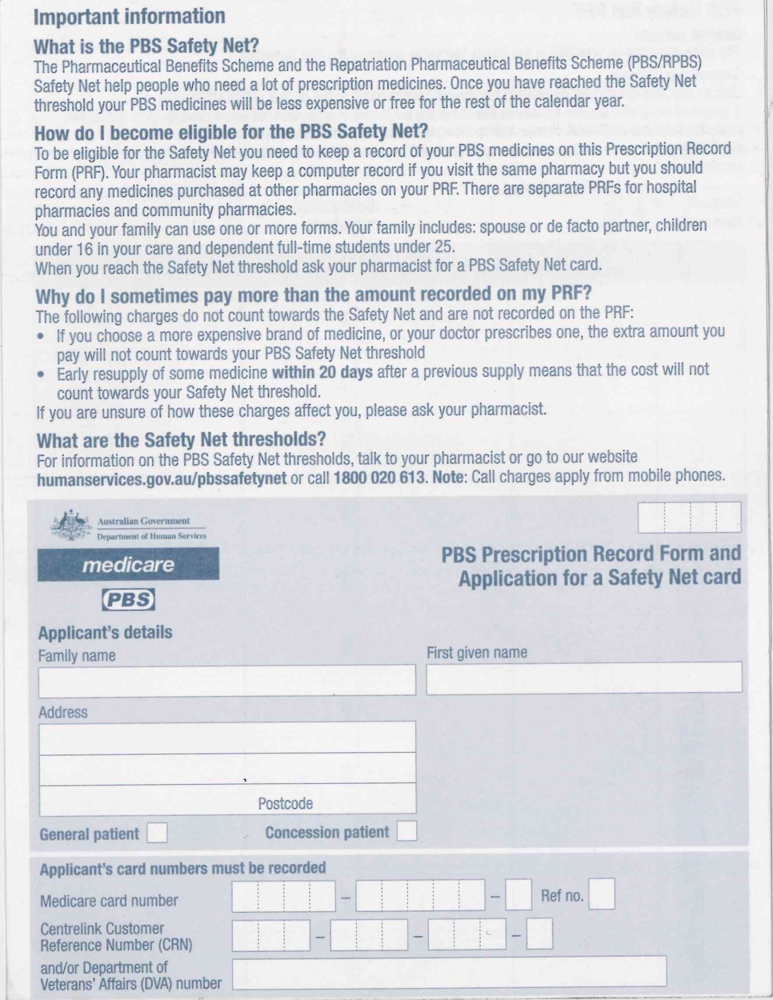 Important information
What is the PBS Safety Net?
The Pharmaceutical Benefits Scheme and the Repatriation Pharmaceutical Benefits Scheme (PBS/RPBS)
Safety Net help people who need a lot of prescription medicines. Once you have reached the Safety Net
threshold your PBS medicines will be less expensive or free for the rest of the calendar year.
How do I become eligible for the PBS Safety Net?
To be eligible for the Safety Net you need to keep a record of your PBS medicines on this Prescription Record
Form (PRF). Your pharmacist may keep a computer record if you visit the same pharmacy but you should
record any medicines purchased at other pharmacies on your PRF. There are separate PRFs for hospital
pharmacies and community pharmacies.
You and your family can use one or more forms. Your family includes: spouse or de facto partner, children
under 16 in your care and dependent full-time students under 25.
When you reach the Safety Net threshold ask your pharmacist for a PBS Safety Net card.
Why do I sometimes pay more than the amount recorded on my PRF?
The following charges do not count towards the Safety Net and are not recorded on the PRF:
• If you choose a more expensive brand of medicine, or your doctor prescribes one, the extra amount you
pay will not count towards your PBS Safety Net threshold
• Early resupply of some medicine within 20 days after a previous supply means that the cost will not
count towards your Safety Net threshold.
If you are unsure of how these charges affect you, please ask your pharmacist.
What are the Safety Net thresholds?
For information on the PBS Safety Net thresholds, talk to your pharmacist or go to our website
humanservices.gov.au/pbssafetynet or call 1800 020 613. Note: Call charges apply from mobile phones.
Australian Government
Department of Human Services
medicare
PBS
PBS Prescription Record Form and
Application for a Safety Net card
Applicant's details
Family name
First given name
Address
Postcode
General patient
Concession patient
Applicant's card numbers must be recorded
Medicare card number – – Ref no.
Centrelink Customer
Reference Number (CRN) – – –
and/or Department of
Veterans' Affairs (DVA) number